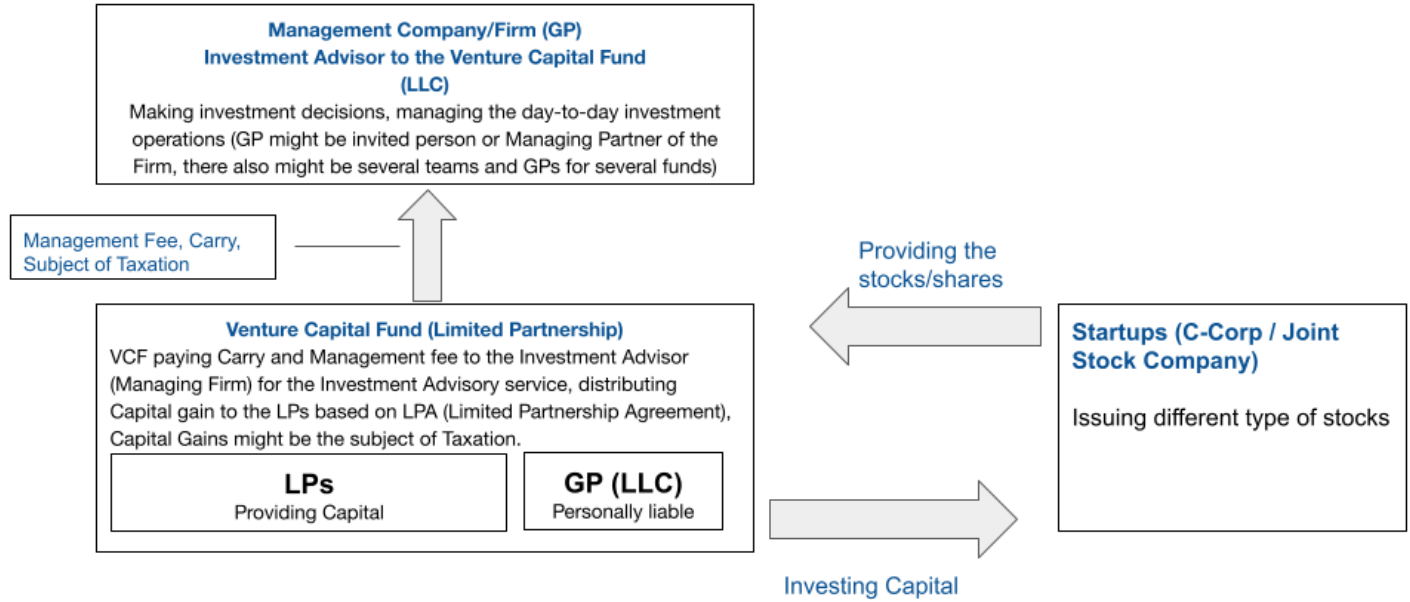 Management Company/Firm (GP)
Investment Advisor to the Venture Capital Fund
(LLC)
Making investment decisions, managing the day-to-day investment
operations (GP might be invited person or Managing Partner of the
Firm, there also might be several teams and GPs for several funds)
Management Fee, Carry,
Subject of Taxation
Venture Capital Fund (Limited Partnership)
VCF paying Carry and Management fee to the Investment Advisor
(Managing Firm) for the Investment Advisory service, distributing
Capital gain to the LPs based on LPA (Limited Partnership Agreement),
Capital Gains might be the subject of Taxation.
LPs
Providing Capital
GP (LLC)
Personally liable
Providing the
stocks/shares
Startups (C-Corp / Joint
Stock Company)
Issuing different type of stocks
Investing Capital